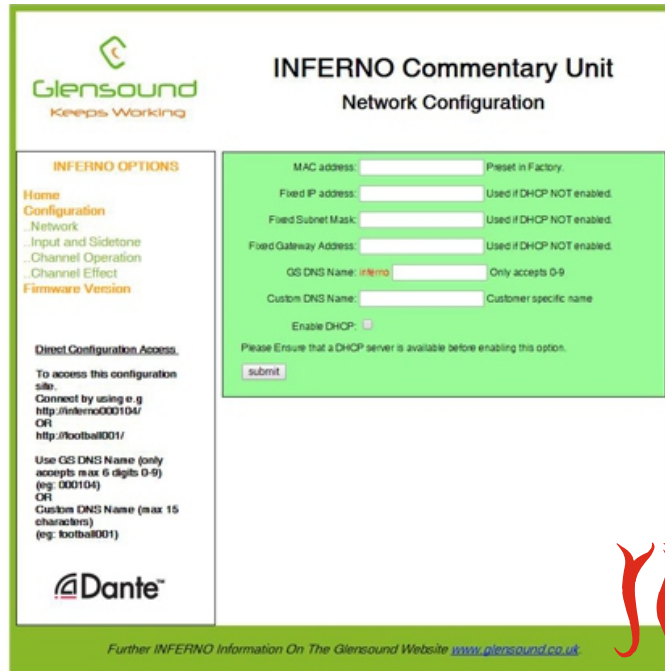 Glensound
Keeps Working
INFERNO Commentary Unit
Network Configuration
INFERNO OPTIONS
Home
Configuration
..Network
..Input and Sidetone
..Channel Operation
..Channel Effect
Firmware Version
Direct Configuration Access.
To access this configuration
site.
Connect by using e.g
http://inferno000104/
OR
http://football001/
Use GS DNS Name (only
accepts max 6 digits 0-9)
(eg: 000104)
OR
Custom DNS Name (max 15
characters)
(eg: football001)
Dante™
MAC address: Preset in Factory.
Fixed IP address: Used if DHCP NOT enabled.
Fixed Subnet Mask: Used if DHCP NOT enabled.
Fixed Gateway Address: Used if DHCP NOT enabled.
GS DNS Name: inferno Only accepts 0-9
Custom DNS Name: Customer specific name
Enable DHCP:
Please Ensure that a DHCP server is available before enabling this option.
submit
Further INFERNO Information On The Glensound Website www.glensound.co.uk.